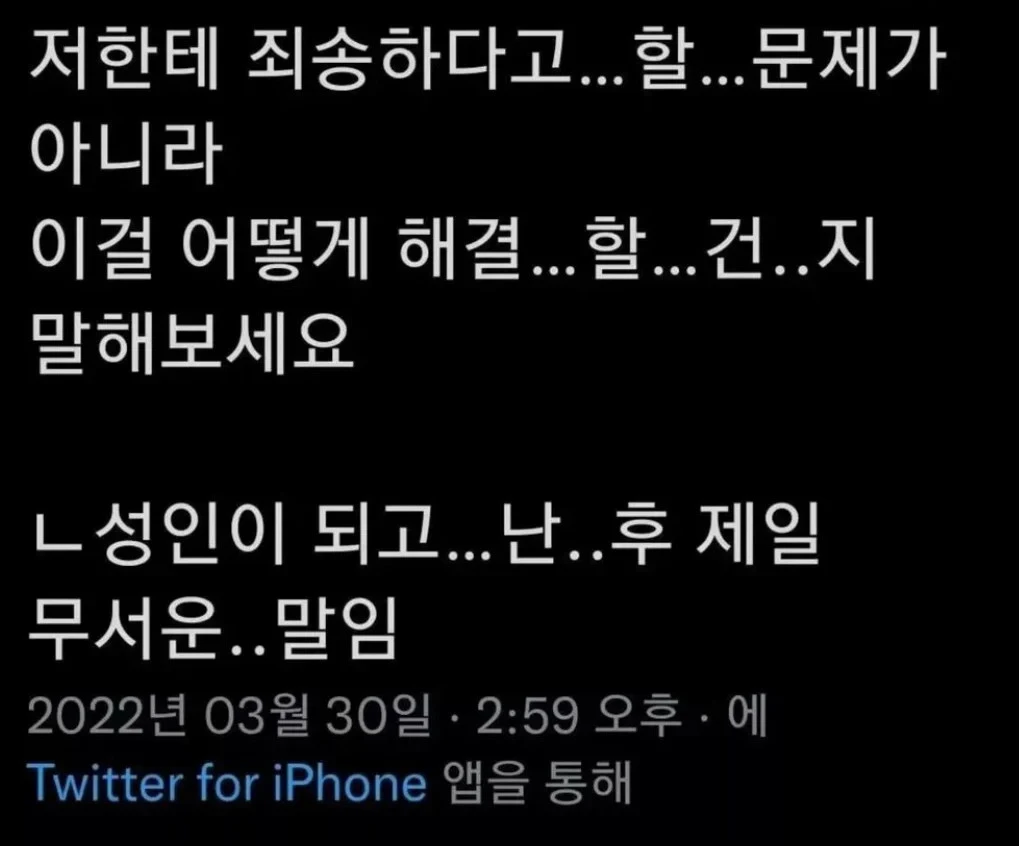 저한테 죄송하다고...할...문제가
아니라
이걸 어떻게 해결...할...건..지
말해보세요
ㄴ성인이 되고...난..후 제일
무서운..말임
2022년 03월 30일 · 2:59 오후 · 에
Twitter for iPhone 앱을 통해